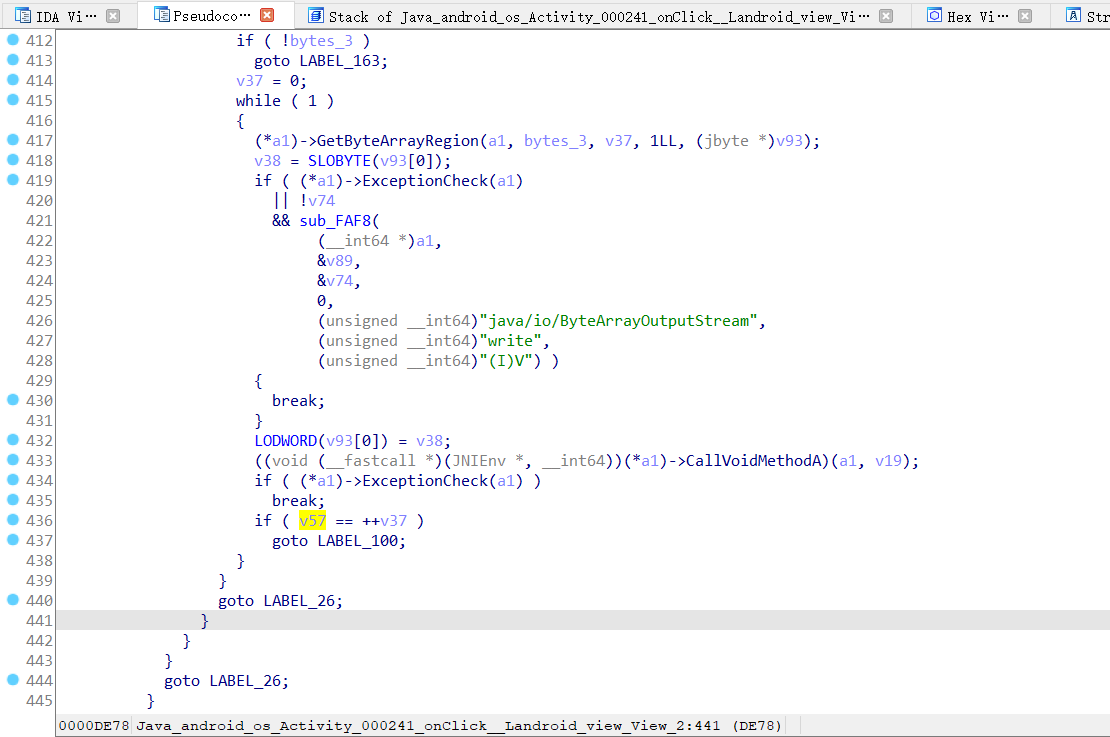 IDA Vi⋯ Pseudoco⋯ Stack of Java_android_os_Activity_000241_onClick__Landroid_view_Vi⋯ Hex Vi⋯ Str
412 if ( !bytes_3 )
413 goto LABEL_163;
414 v37 = 0;
415 while ( 1 )
416 {
417 (*a1)->GetByteArrayRegion(a1, bytes_3, v37, 1LL, (jbyte *)v93);
418 v38 = SLOBYTE(v93[0]);
419 if ( (*a1)->ExceptionCheck(a1)
420 || !v74
421 && sub_FAF8(
422 (__int64 *)a1,
423 &v89,
424 &v74,
425 0,
426 (unsigned __int64)"java/io/ByteArrayOutputStream",
427 (unsigned __int64)"write",
428 (unsigned __int64)"(I)V") )
429 {
430 break;
431 }
432 LODWORD(v93[0]) = v38;
433 ((void (__fastcall *)(JNIEnv *, __int64))(*a1)->CallVoidMethodA)(a1, v19);
434 if ( (*a1)->ExceptionCheck(a1) )
435 break;
436 if ( v57 == ++v37 )
437 goto LABEL_100;
438 }
439 }
440 goto LABEL_26;
441 }
442 }
443 }
444 goto LABEL_26;
445 }
0000DE78 Java_android_os_Activity_000241_onClick__Landroid_view_View_2:441 (DE78)